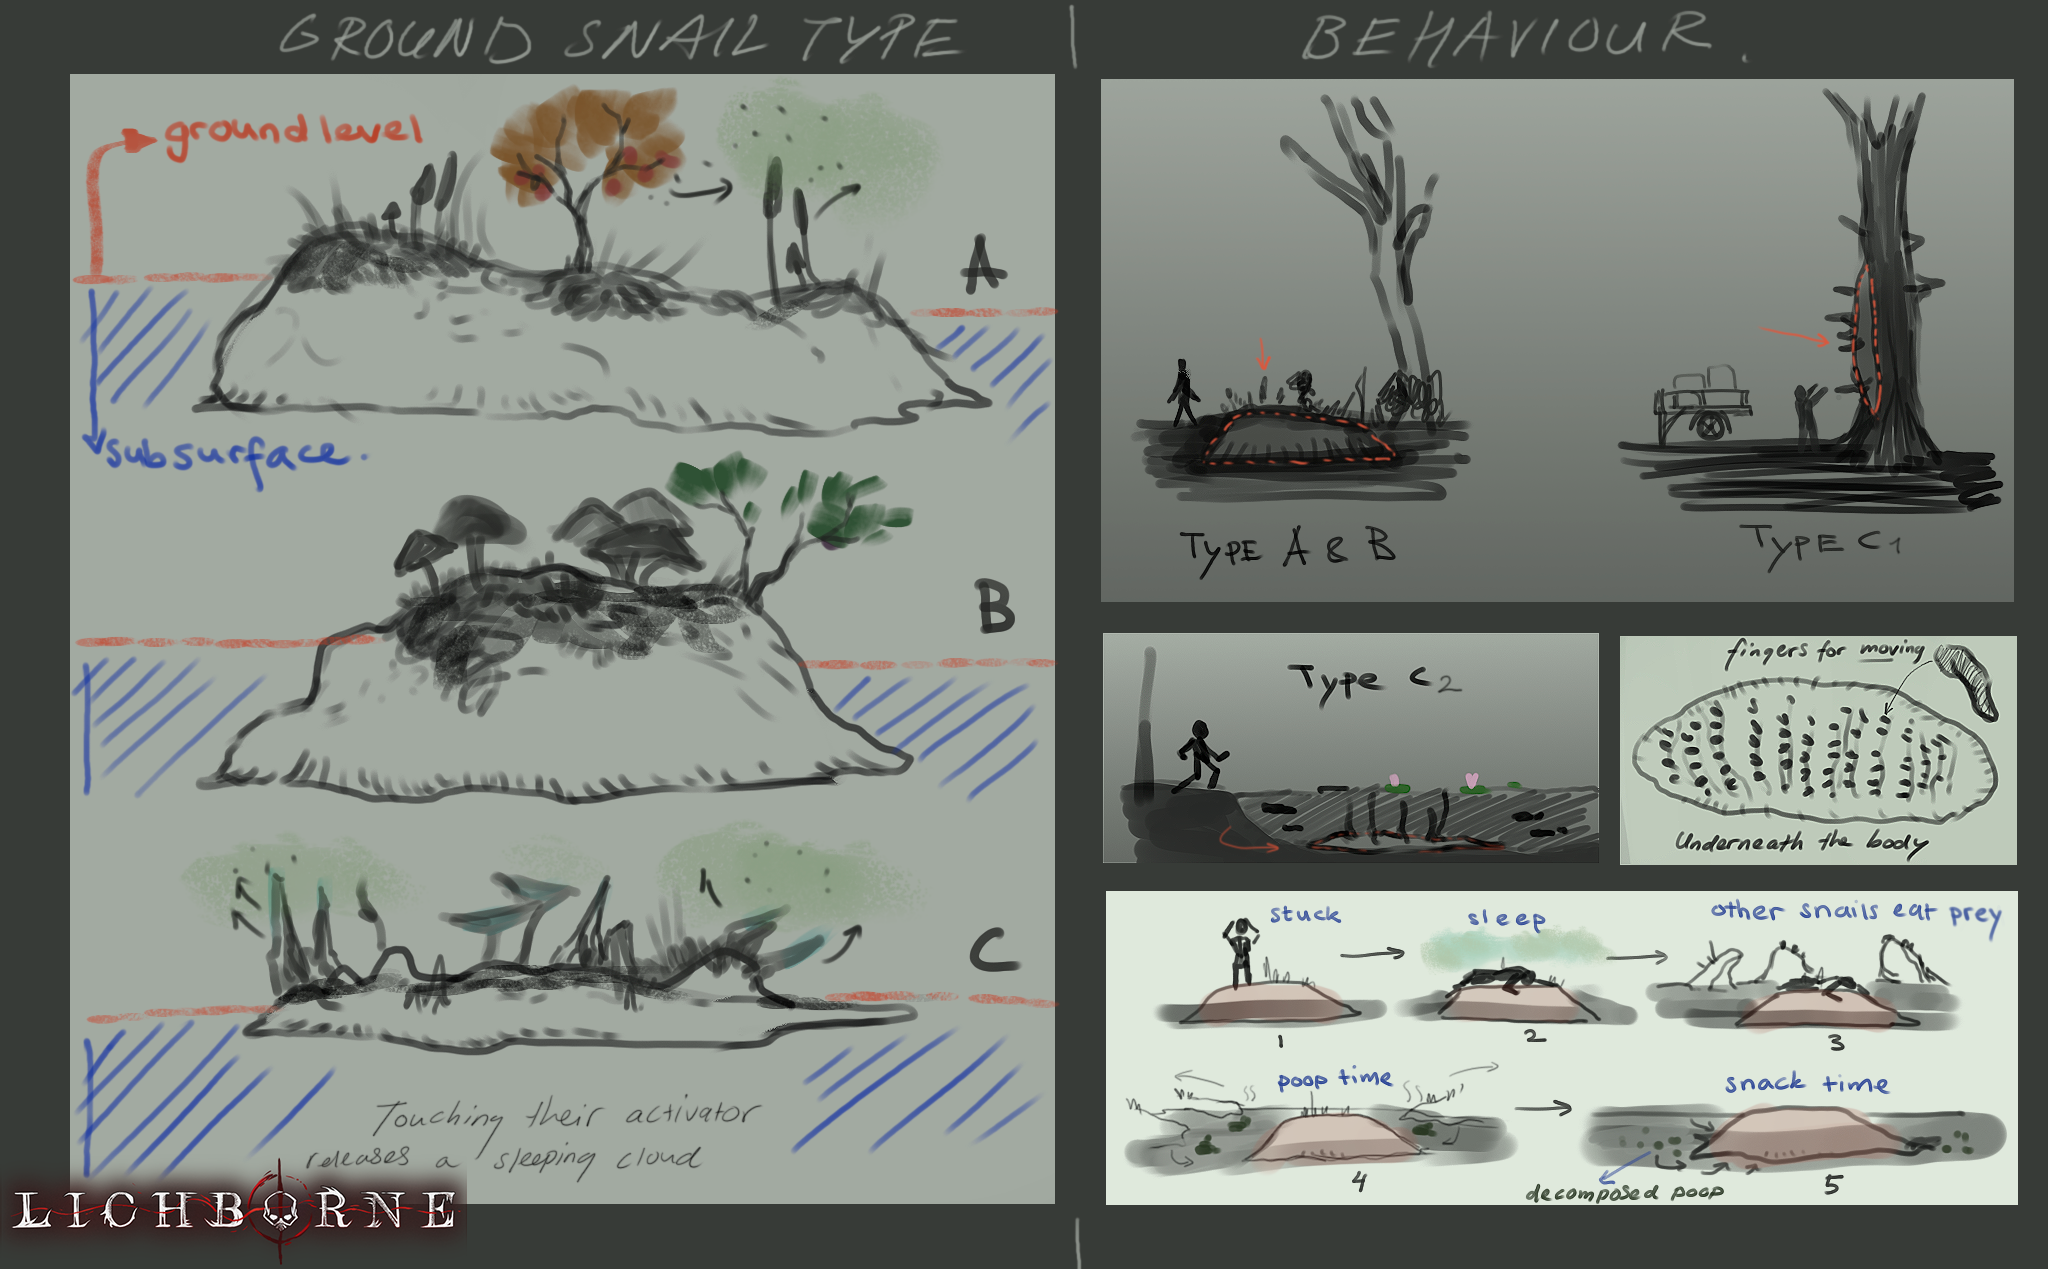 GROUND SNAIL TYPE | BEHAVIOUR.
ground level
A
subsurface.
B
C
Touching their activator
releases a sleeping cloud
LICHBORNE
TYPE A & B
TYPE C1
Type C2
fingers for moving
Underneath the body
stuck
sleep
other snails eat prey
1
2
3
poop time
snack time
4
decomposed poop
5